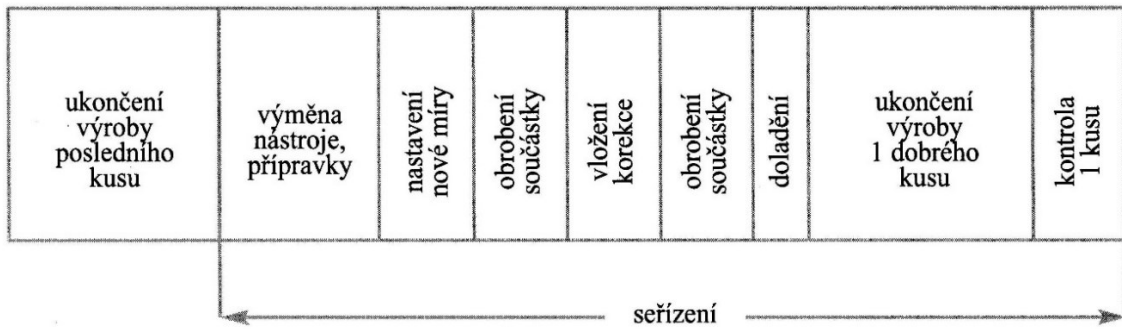 ukončení
výroby
posledního
kusu
výměna
nástroje,
přípravky
nastavení
nové míry
obrobení
součástky
vložení
korekce
obrobení
součástky
doladění
ukončení
výroby
1 dobrého
kusu
kontrola
1 kusu
seřízení